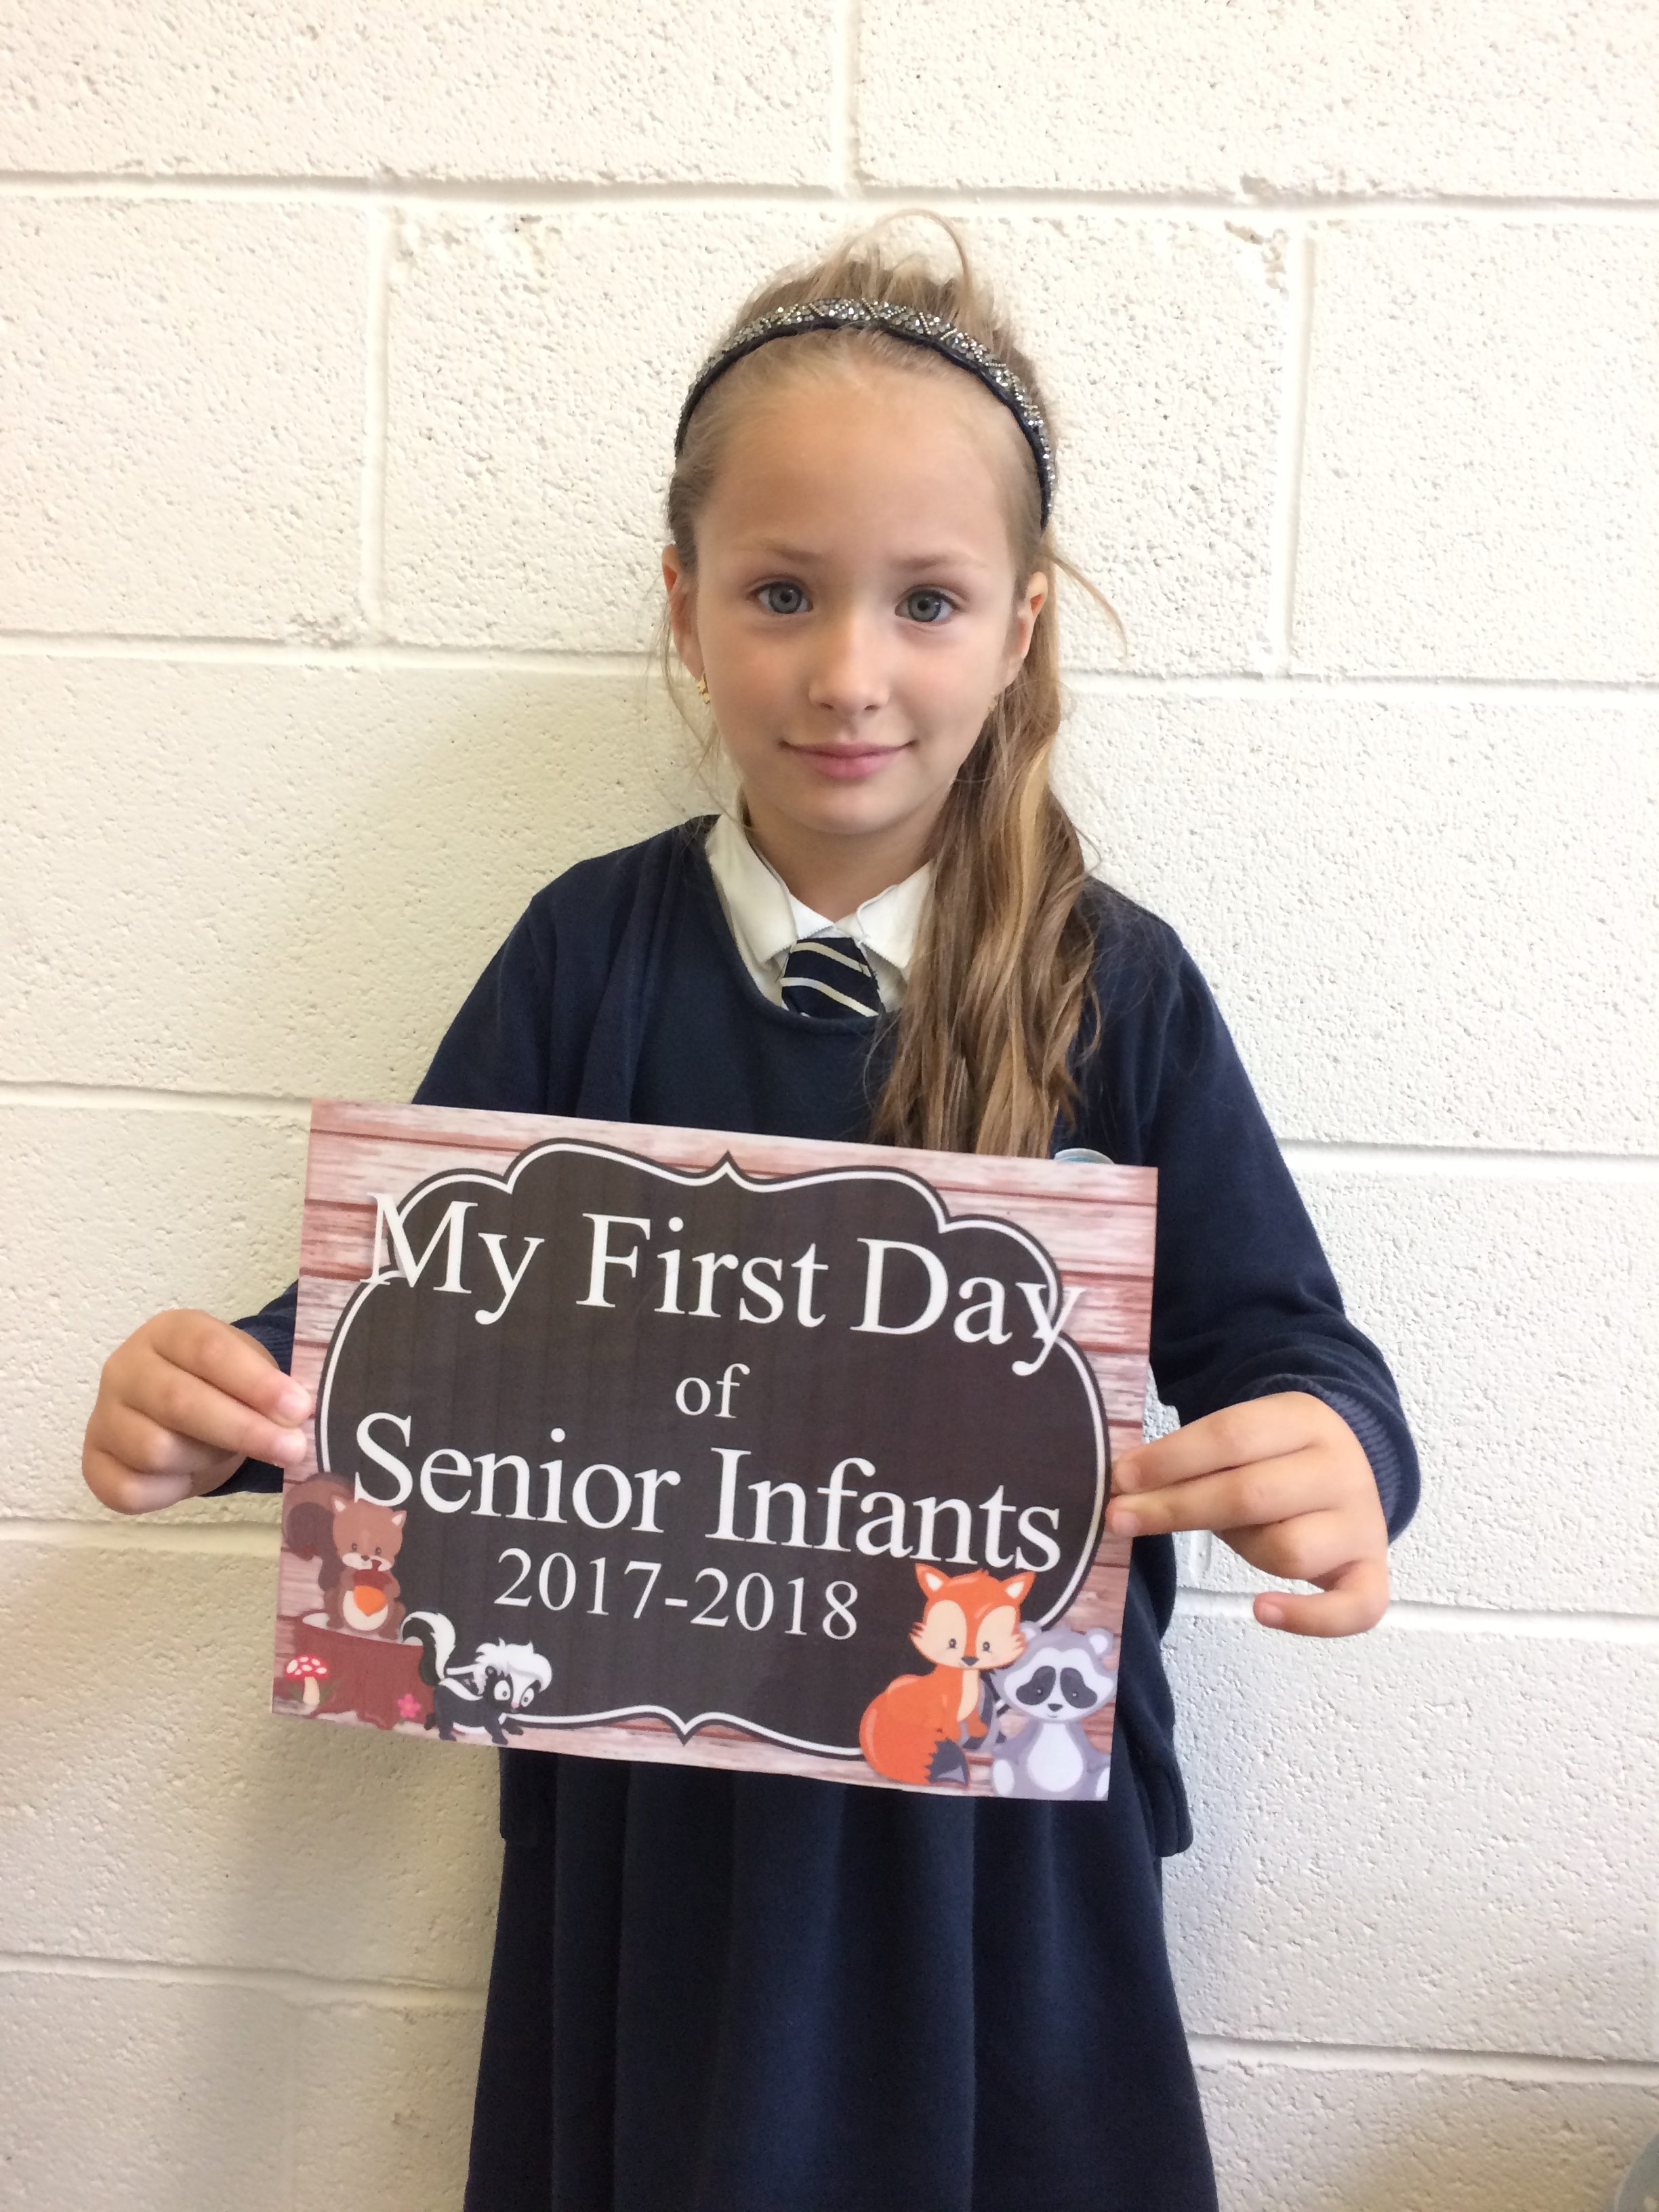 My First Day
of
Senior Infants
2017-2018